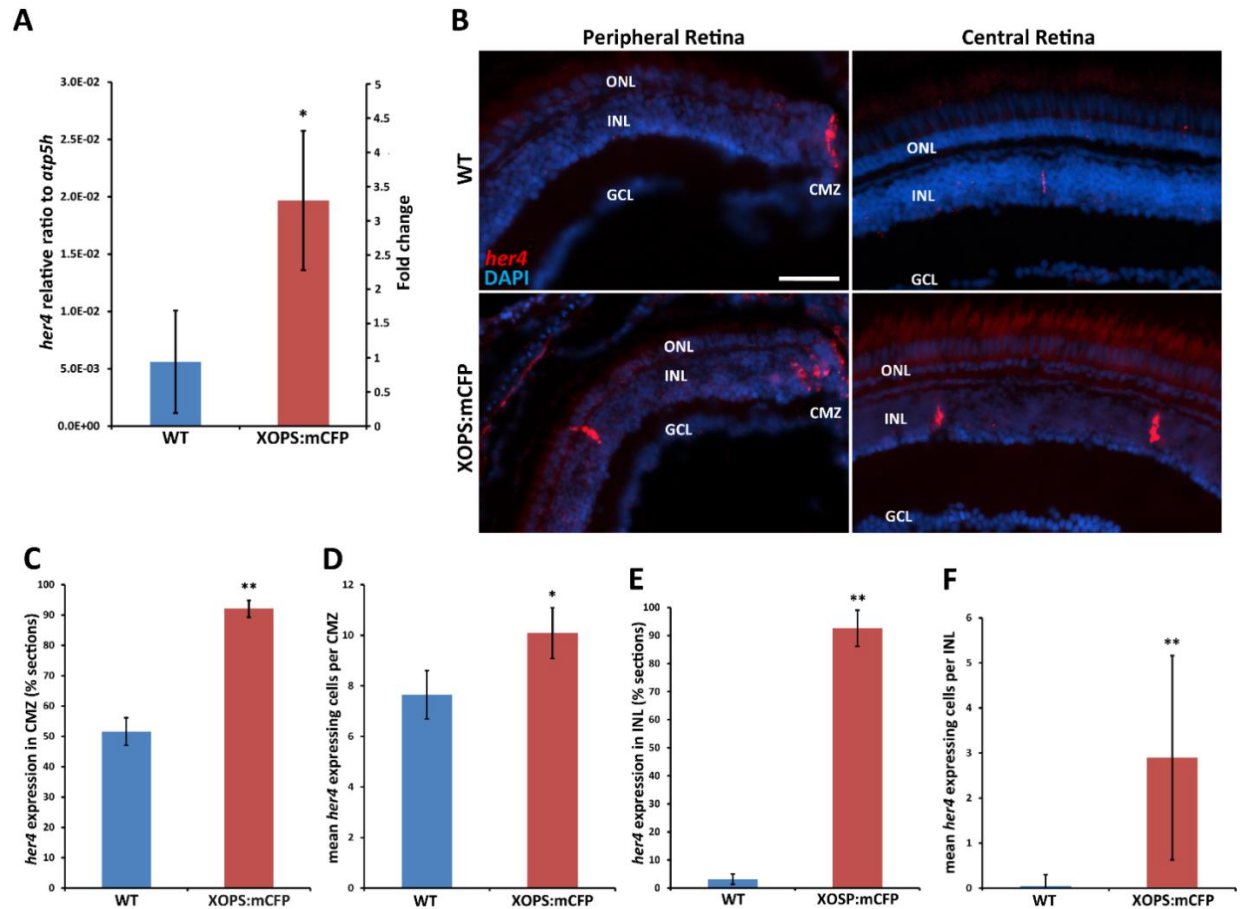 A
her4 relative ratio to atp5h
3.0E-02
2.5E-02
2.0E-02
1.5E-02
1.0E-02
5.0E-03
0.0E+00
*
5
4.5
4
3.5
3
2.5
2
1.5
1
0.5
0
Fold change
WT XOPS:mCFP
B
Peripheral Retina Central Retina
WT
ONL
INL
GCL
CMZ
her4
DAPI
ONL
INL
GCL
XOPS:mCFP
ONL
INL
CMZ
GCL
ONL
INL
GCL
C
her4 expression in CMZ (% sections)
100
90
80
70
60
50
40
30
20
10
0
**
WT XOPS:mCFP
D
mean her4 expressing cells per CMZ
12
10
8
6
4
2
0
*
WT XOPS:mCFP
E
her4 expression in INL (% sections)
100
90
80
70
60
50
40
30
20
10
0
**
WT XOSP:mCFP
F
mean her4 expressing cells per INL
6
5
4
3
2
1
0
**
WT XOPS:mCFP